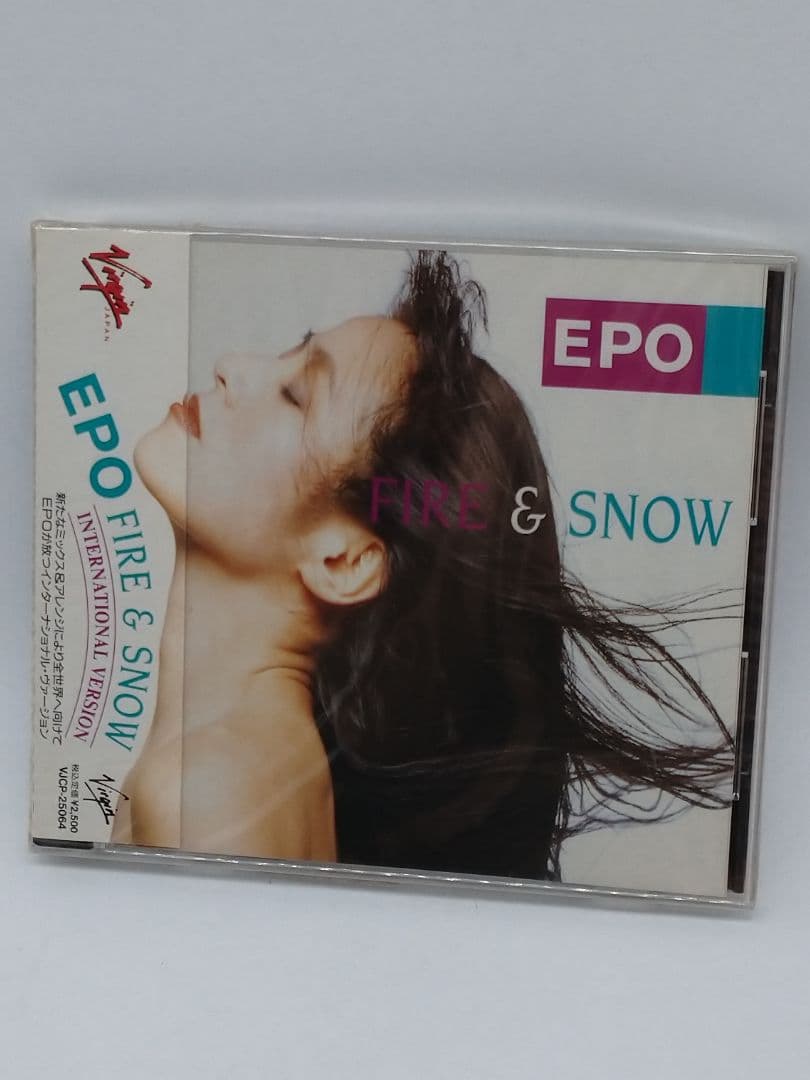 Virgin
JAPAN
EPO FIRE & SNOW
INTERNATIONAL VERSION
新たなミックス&アレンジにより全世界へ向けて
EPOが放つインターナショナル・ヴァージョン
Virgin
税込定価¥2,500
VJCP-25064
EPO
FIRE & SNOW